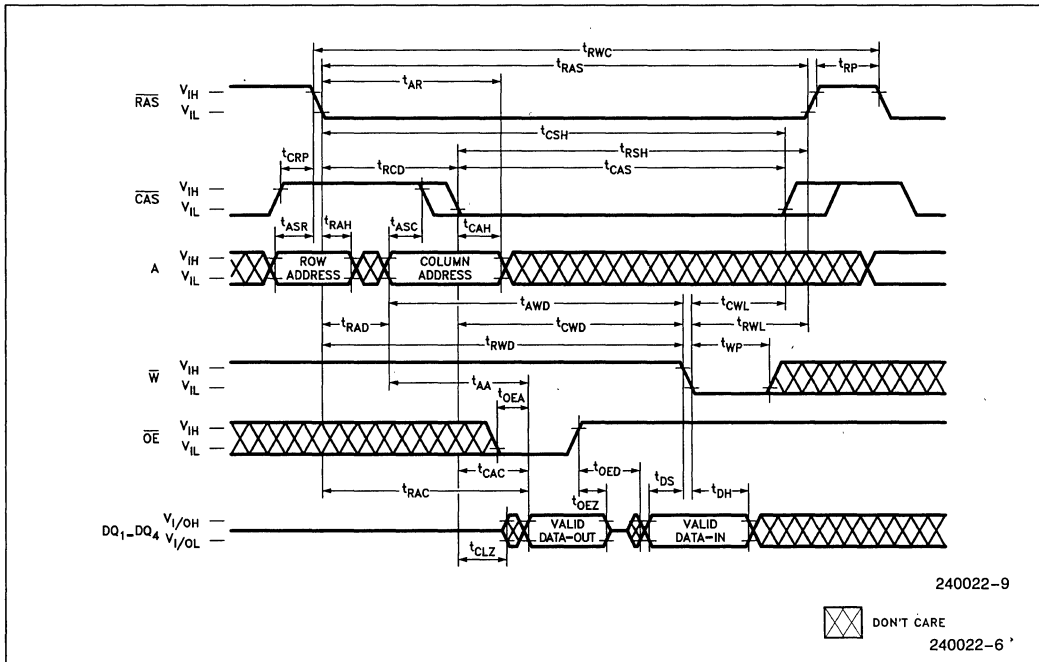 tRWC
tRAS tRP
tAR
RAS VIH
VIL
tCSH
tRSH
tCRP tRCD tCAS
CAS VIH
VIL
tASR tRAH tASC tCAH
A VIH
VIL
ROW ADDRESS
COLUMN ADDRESS
tAWD tCWL
tRAD tCWD tRWL
tRWD tWP
W VIH
VIL
tAA
tOEA
OE VIH
VIL
tCAC tOED tDS tDH
tRAC tOEZ
DQ1–DQ4 VI/OH
VI/OL
VALID DATA-OUT
VALID DATA-IN
tCLZ
240022-9
DON'T CARE
240022-6